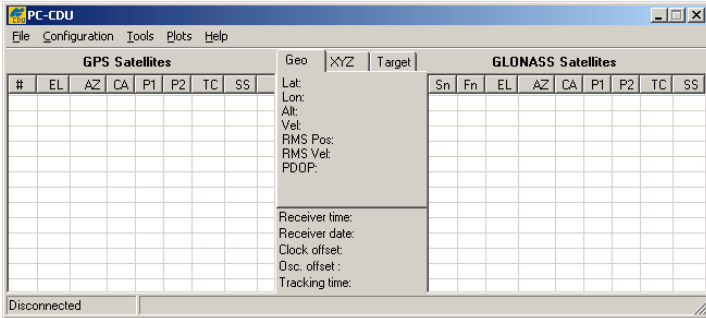 PC-CDU
File Configuration Tools Plots Help
GPS Satellites
# EL AZ CA P1 P2 TC SS
Geo XYZ Target
Lat:
Lon:
Alt:
Vel:
RMS Pos:
RMS Vel:
PDOP:
Receiver time:
Receiver date:
Clock offset:
Osc. offset :
Tracking time:
GLONASS Satellites
Sn Fn EL AZ CA P1 P2 TC SS
Disconnected